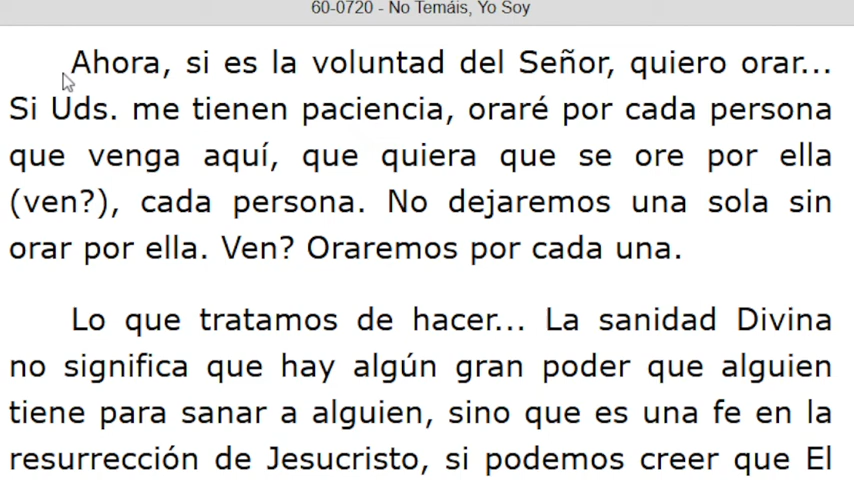 60-0720 - No Temáis, Yo Soy
Ahora, si es la voluntad del Señor, quiero orar...
Si Uds. me tienen paciencia, oraré por cada persona
que venga aquí, que quiera que se ore por ella
(ven?), cada persona. No dejaremos una sola sin
orar por ella. Ven? Oraremos por cada una.
Lo que tratamos de hacer... La sanidad Divina
no significa que hay algún gran poder que alguien
tiene para sanar a alguien, sino que es una fe en la
resurrección de Jesucristo, si podemos creer que El